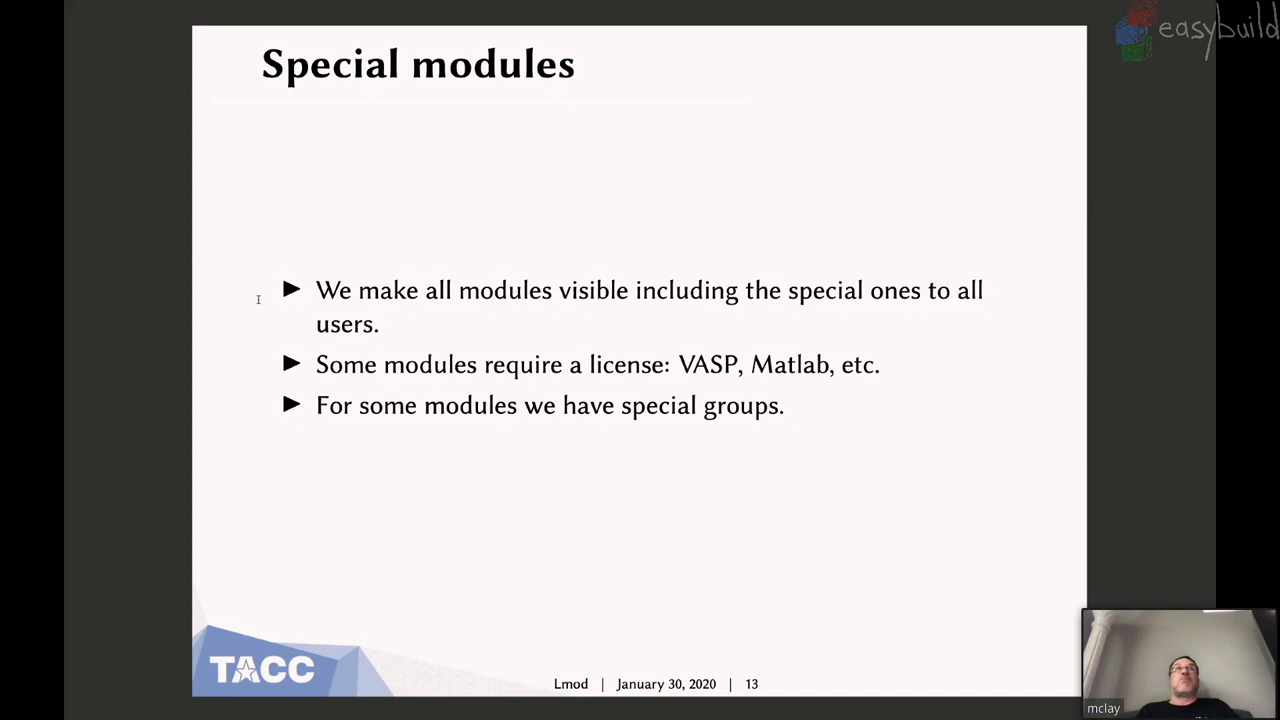 easybuild
Special modules
▶ We make all modules visible including the special ones to all
users.
▶ Some modules require a license: VASP, Matlab, etc.
▶ For some modules we have special groups.
TACC
Lmod | January 30, 2020 | 13
mclay